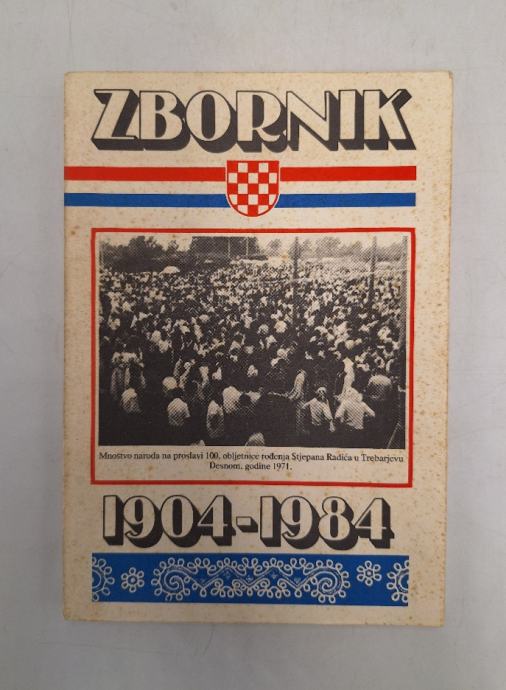 ZBORNIK
Mnoštvo naroda na proslavi 100. obljetnice rođenja Stjepana Radića u Trebarjevu
Desnom, godine 1971.
1904-1984